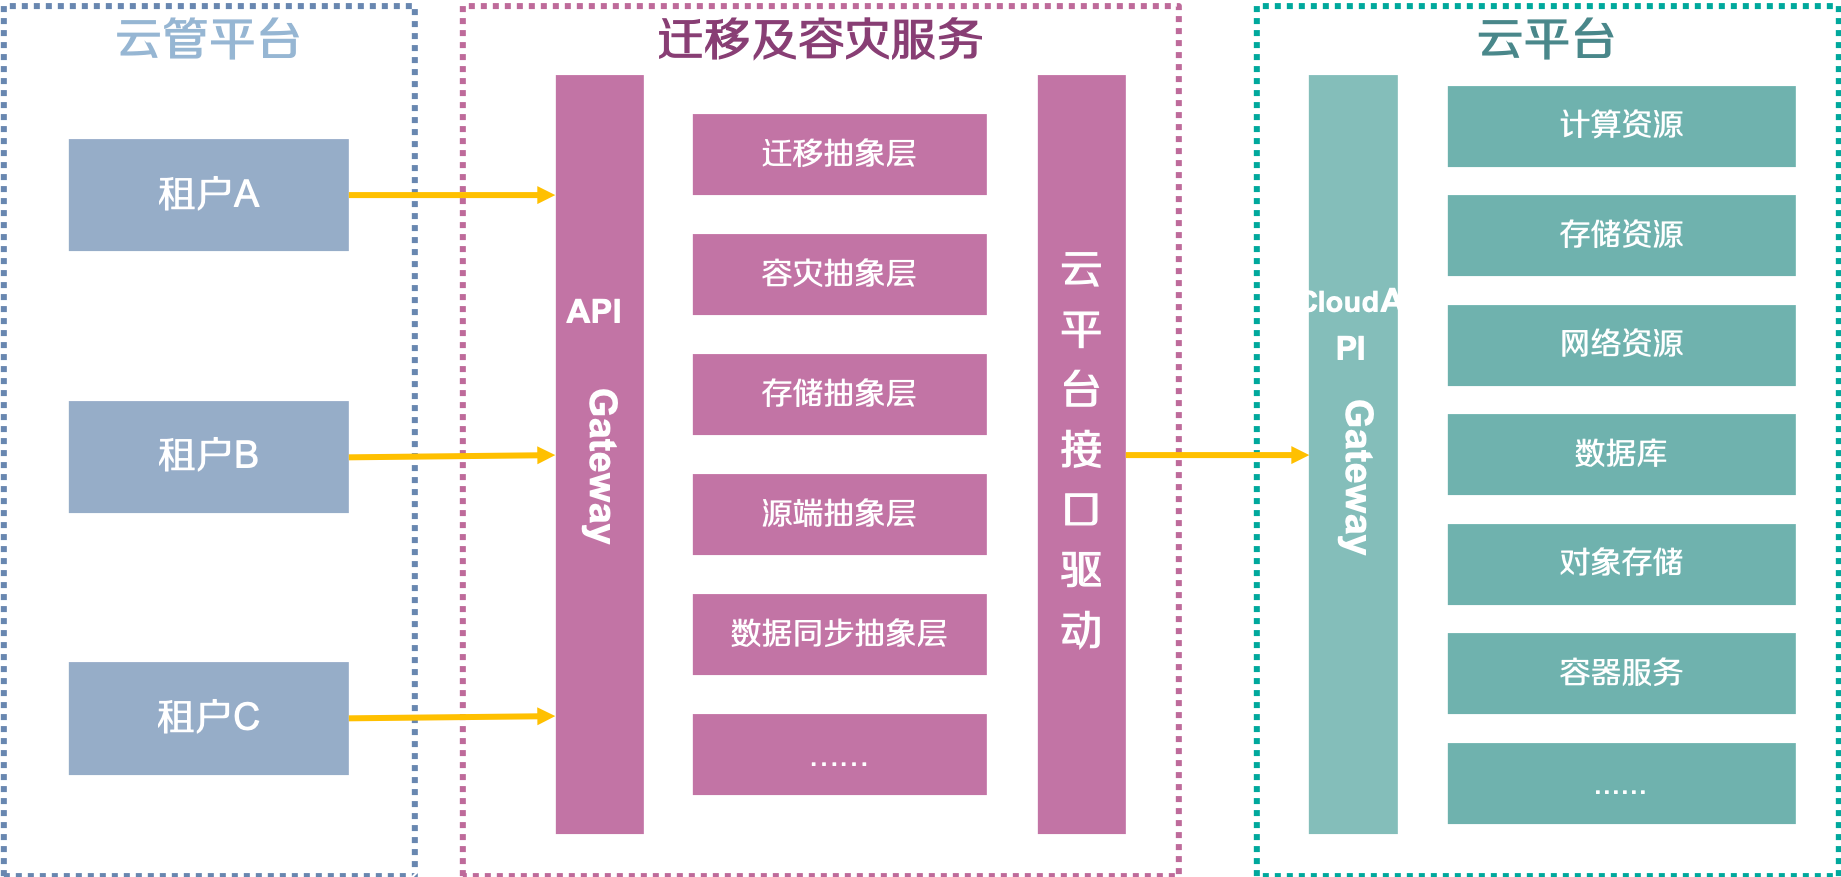 云管平台
租户A
租户B
租户C
迁移及容灾服务
API
Gateway
迁移抽象层
容灾抽象层
存储抽象层
源端抽象层
数据同步抽象层
……
云平台接口驱动
云平台
CloudA
PI
Gateway
计算资源
存储资源
网络资源
数据库
对象存储
容器服务
……